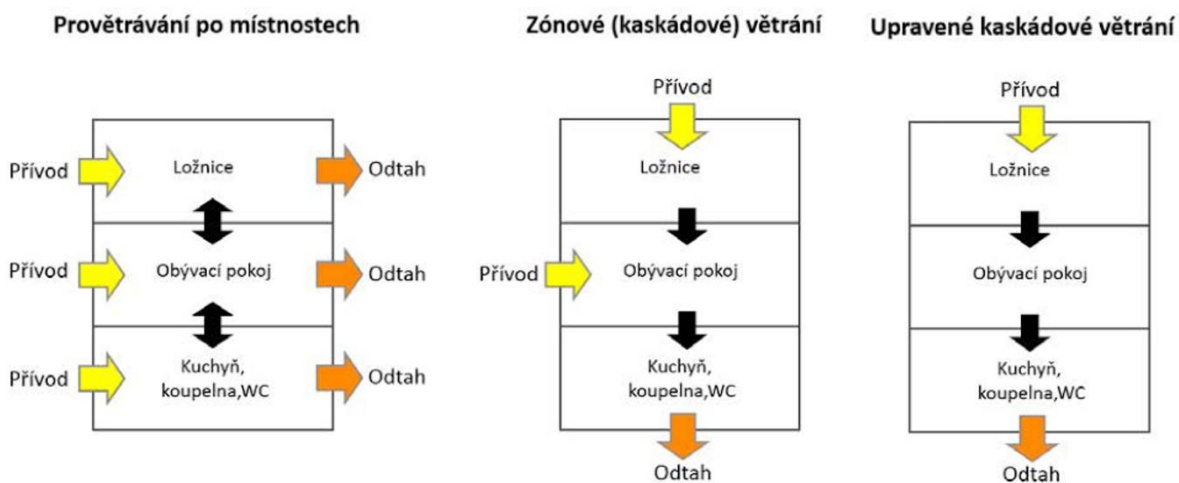 Provětrávání po místnostech
Přívod
Ložnice
Odtah
Přívod
Obývací pokoj
Odtah
Přívod
Kuchyň,
koupelna,WC
Odtah
Zónové (kaskádové) větrání
Přívod
Ložnice
Přívod
Obývací pokoj
Kuchyň,
koupelna,WC
Odtah
Upravené kaskádové větrání
Přívod
Ložnice
Obývací pokoj
Kuchyň,
koupelna,WC
Odtah